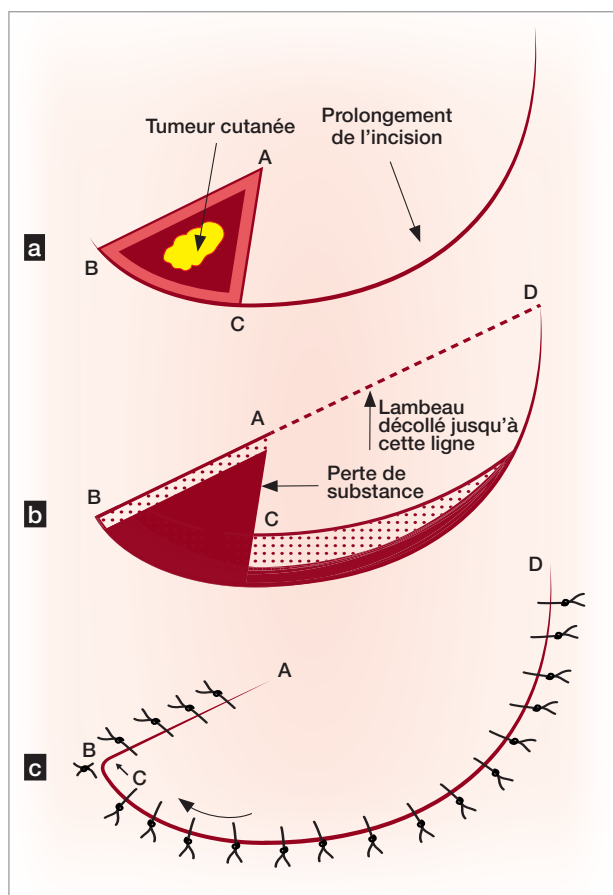 Tumeur cutanée
Prolongement
de l'incision
A
a
B
C
D
A
Lambeau
décollé jusqu'à
cette ligne
B
Perte de
substance
C
b
D
A
B
C
c